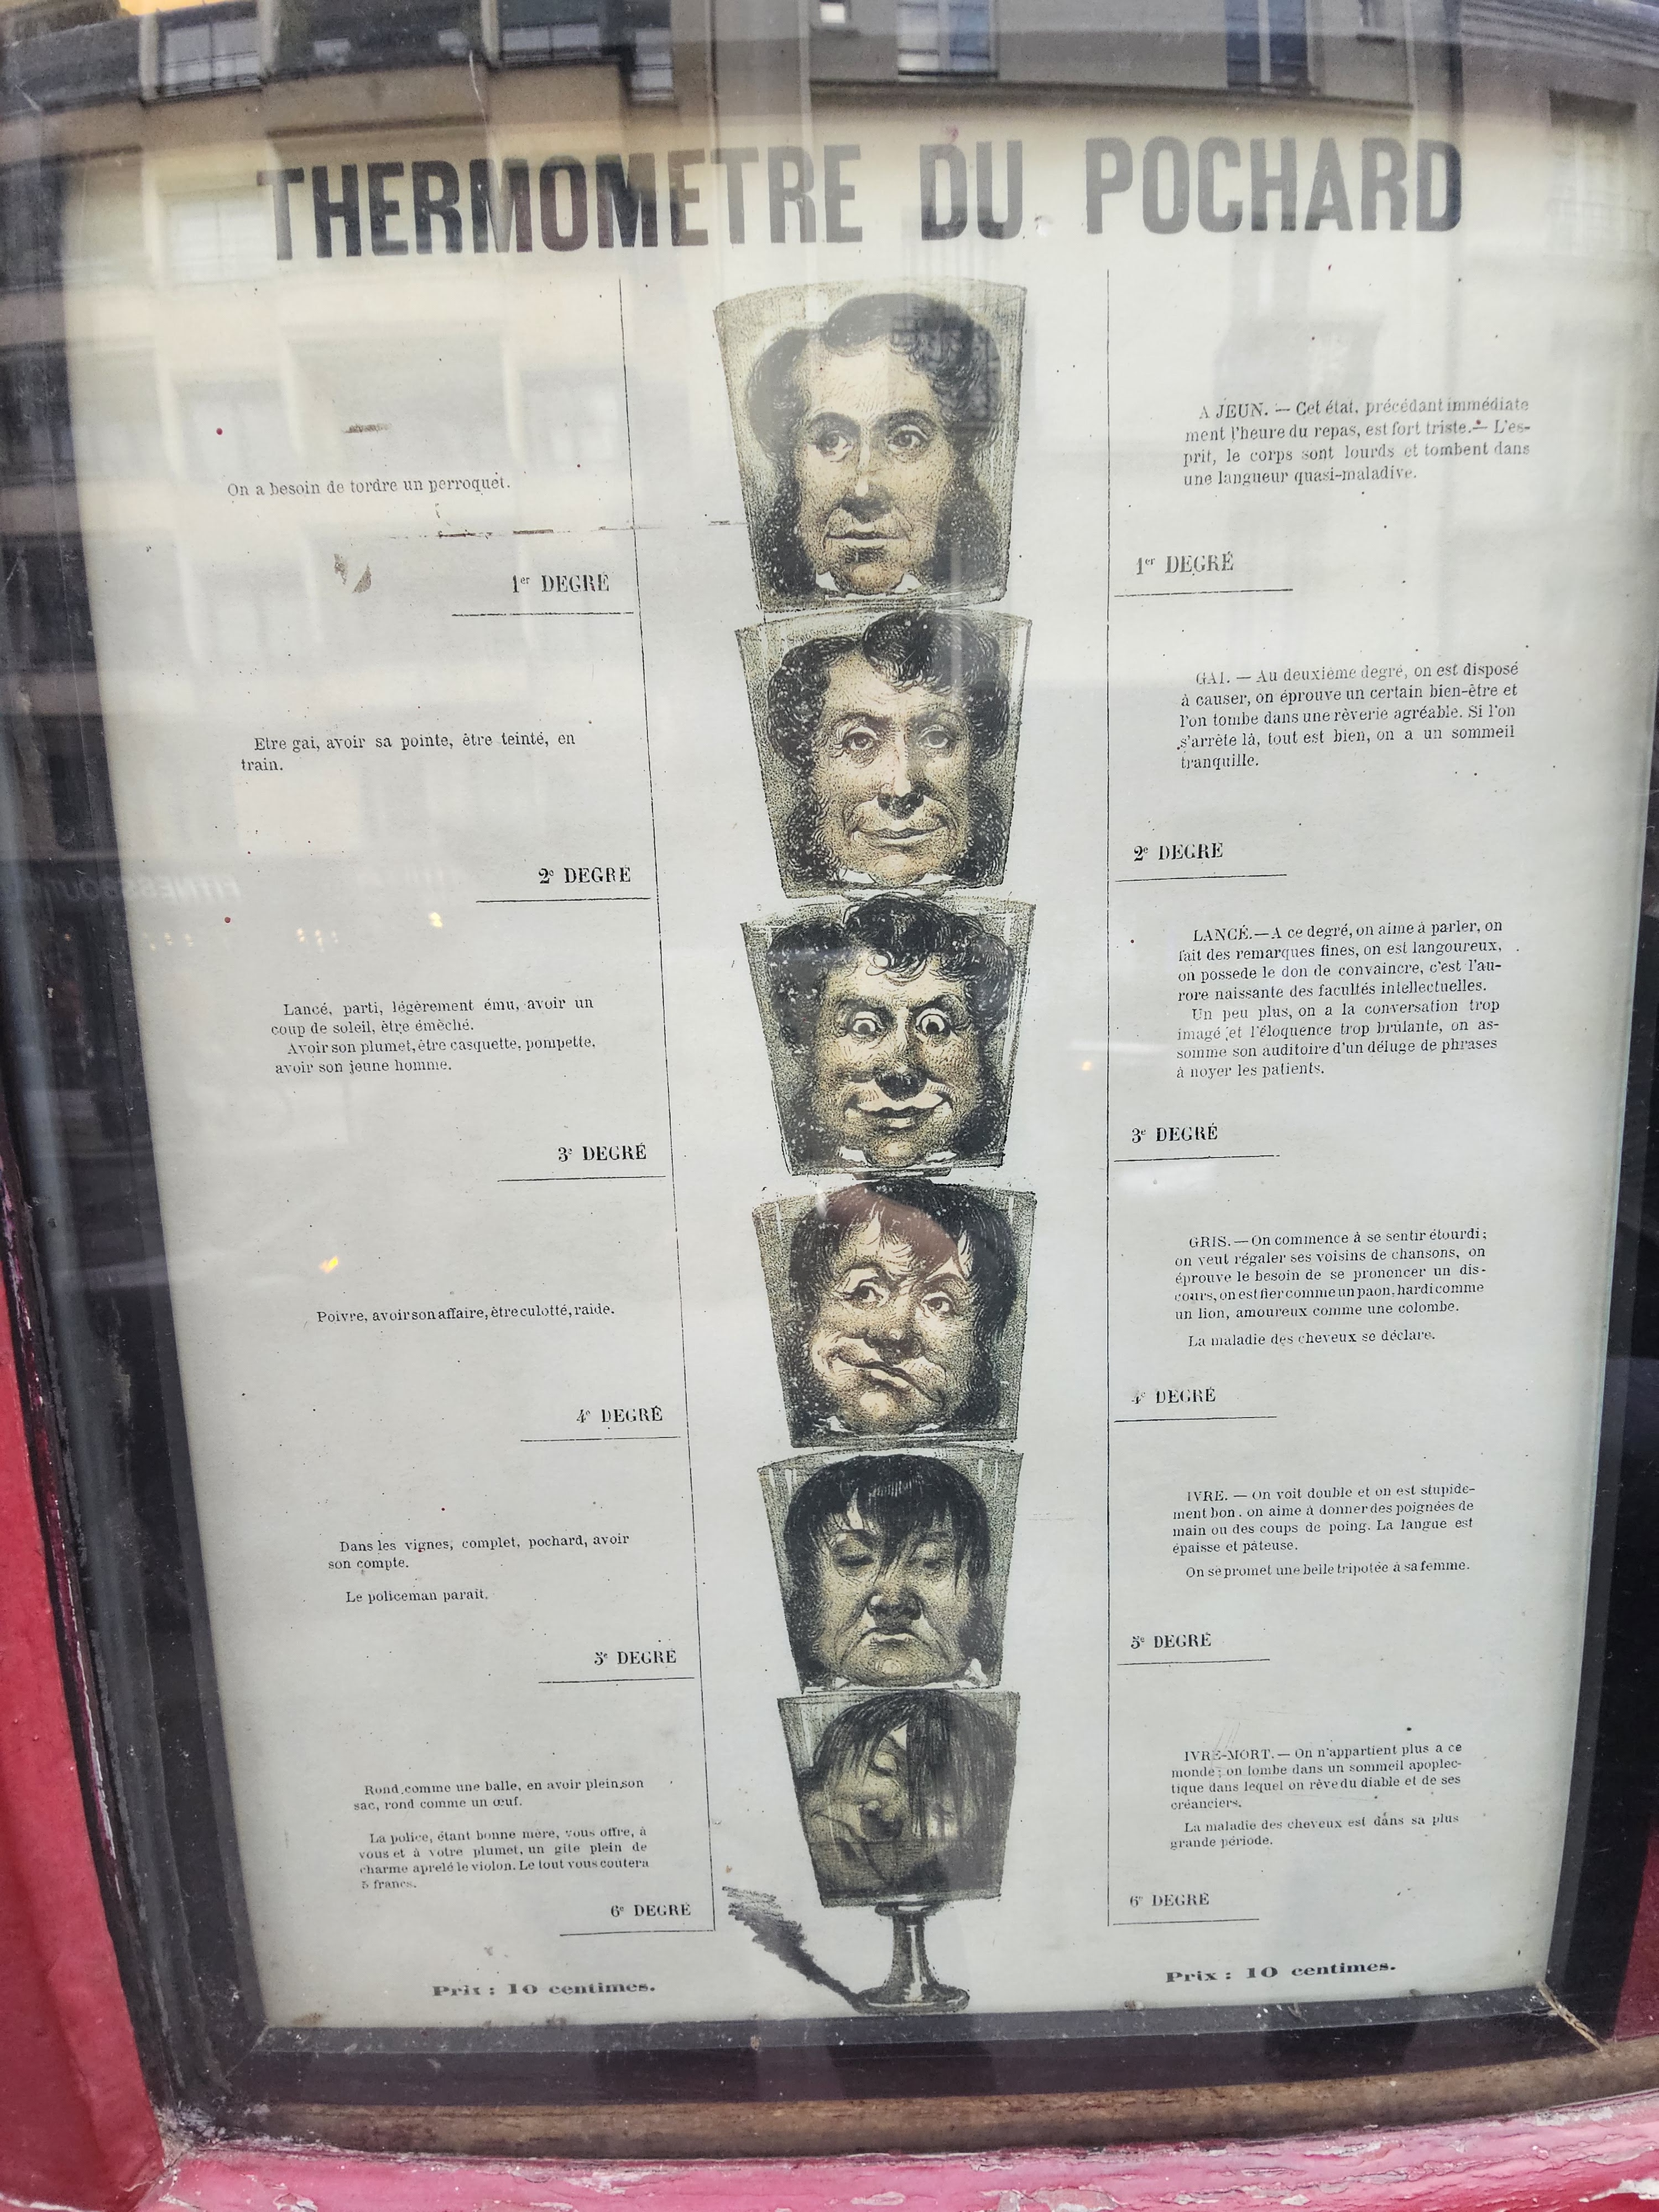 THERMOMETRE DU POCHARD
On a besoin de tordre un perroquet.
1er DEGRÉ
A JEUN. — Cet état, précédant immédiate
ment l'heure du repas, est fort triste. — L'es-
prit, le corps sont lourds et tombent dans
une langueur quasi-maladive.
1er DEGRÉ
Etre gai, avoir sa pointe, être teinté, en
train.
2e DEGRÉ
GAI. — Au deuxième degré, on est disposé
à causer, on éprouve un certain bien-être et
l'on tombe dans une rêverie agréable. Si l'on
s'arrête là, tout est bien, on a un sommeil
tranquille.
2e DEGRÉ
Lancé, parti, légèrement ému, avoir un
coup de soleil, être éméché.
Avoir son plumet, être casquette, pompette,
avoir son jeune homme.
3e DEGRÉ
LANCÉ. — A ce degré, on aime à parler, on
fait des remarques fines, on est langoureux,
on possede le don de convaincre, c'est l'au-
rore naissante des facultés intellectuelles.
Un peu plus, on a la conversation trop
imagé et l'éloquence trop brûlante, on as-
somme son auditoire d'un déluge de phrases
à noyer les patients.
3e DEGRÉ
Poivre, avoir son affaire, être culotté, raide.
4e DEGRÉ
GRIS. — On commence à se sentir étourdi;
on veut régaler ses voisins de chansons, on
éprouve le besoin de se prononcer un dis-
cours, on est fier comme un paon, hardi comme
un lion, amoureux comme une colombe.
La maladie des cheveux se déclare.
4e DEGRÉ
Dans les vignes, complet, pochard, avoir
son compte.
Le policeman parait.
5e DEGRÉ
IVRE. — On voit double et on est stupide-
ment bon. on aime à donner des poignées de
main ou des coups de poing. La langue est
épaisse et pâteuse.
On se promet une belle tripotée à sa femme.
5e DEGRÉ
Rond comme une balle, en avoir plein son
sac, rond comme un œuf.
La police, étant bonne mère, vous offre, à
vous et à votre plumet, un gîte plein de
charme aprelé le violon. Le tout vous coutera
5 francs.
6e DEGRÉ
IVRE-MORT. — On n'appartient plus a ce
monde; on tombe dans un sommeil apoplec-
tique dans lequel on rêve du diable et de ses
créanciers.
La maladie des cheveux est dans sa plus
grande période.
6e DEGRÉ
Prix : 10 centimes.
Prix : 10 centimes.